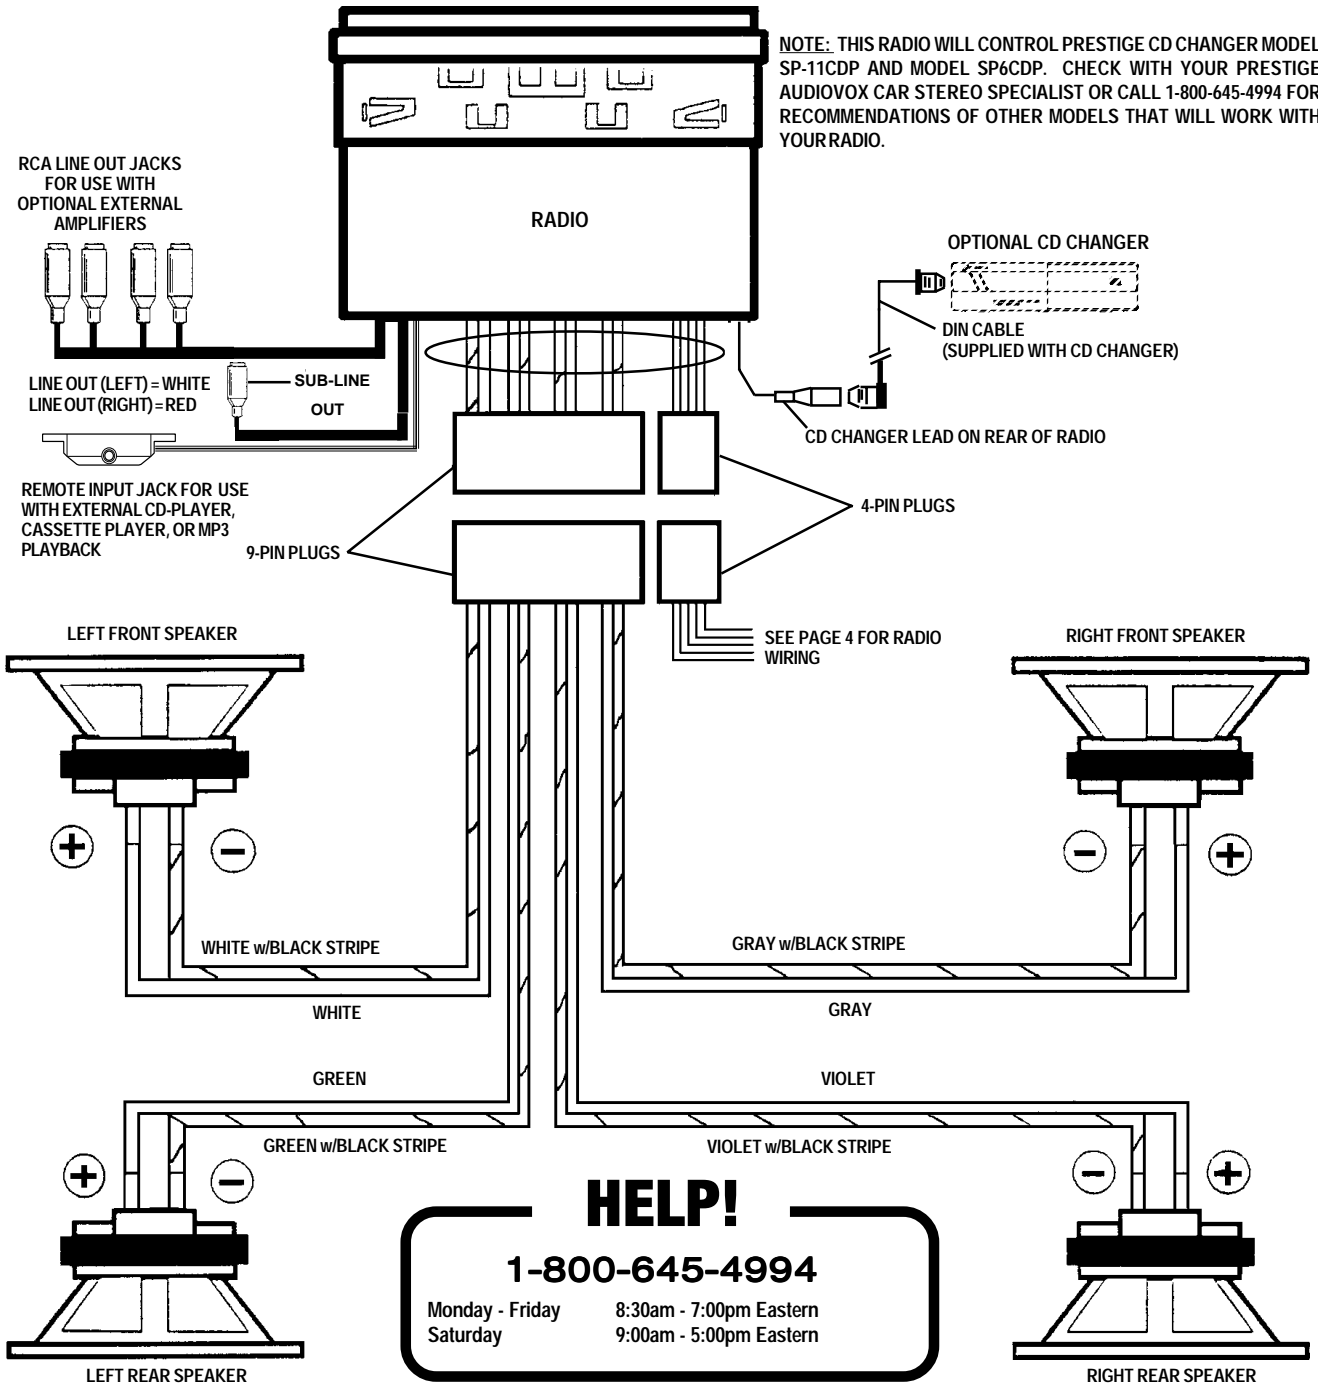 NOTE: THIS RADIO WILL CONTROL PRESTIGE CD CHANGER MODEL
SP-11CDP AND MODEL SP6CDP. CHECK WITH YOUR PRESTIGE
AUDIOVOX CAR STEREO SPECIALIST OR CALL 1-800-645-4994 FOR
RECOMMENDATIONS OF OTHER MODELS THAT WILL WORK WITH
YOUR RADIO.
RCA LINE OUT JACKS
FOR USE WITH
OPTIONAL EXTERNAL
AMPLIFIERS
RADIO
OPTIONAL CD CHANGER
DIN CABLE
(SUPPLIED WITH CD CHANGER)
LINE OUT (LEFT) = WHITE
LINE OUT (RIGHT) = RED
SUB-LINE
OUT
CD CHANGER LEAD ON REAR OF RADIO
REMOTE INPUT JACK FOR USE
WITH EXTERNAL CD-PLAYER,
CASSETTE PLAYER, OR MP3
PLAYBACK
9-PIN PLUGS
4-PIN PLUGS
LEFT FRONT SPEAKER
SEE PAGE 4 FOR RADIO
WIRING
RIGHT FRONT SPEAKER
+
−
−
+
WHITE w/BLACK STRIPE
GRAY w/BLACK STRIPE
WHITE
GRAY
GREEN
VIOLET
GREEN w/BLACK STRIPE
VIOLET w/BLACK STRIPE
+
−
−
+
HELP!
1-800-645-4994
Monday - Friday 8:30am - 7:00pm Eastern
Saturday 9:00am - 5:00pm Eastern
LEFT REAR SPEAKER
RIGHT REAR SPEAKER